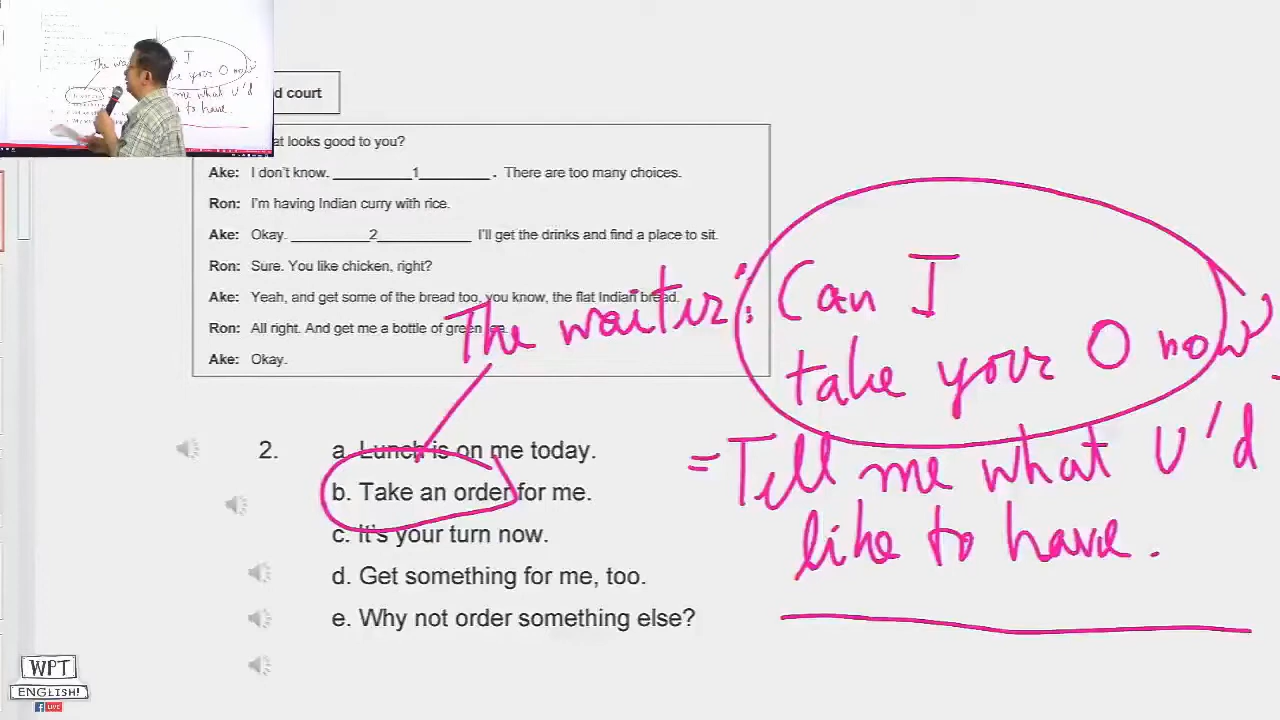 d court
at looks good to you?
Ake: I don't know. __________1_________ . There are too many choices.
Ron: I'm having Indian curry with rice.
Ake: Okay. __________2____________ I'll get the drinks and find a place to sit.
Ron: Sure. You like chicken, right?
Ake: Yeah, and get some of the bread too, you know, the flat Indian bread.
Ron: All right. And get me a bottle of green
Ake: Okay.
The waiter: Can I
take your O now
= Tell me what U'd
like to have.
2. a. Lunch is on me today.
b. Take an order for me.
c. It's your turn now.
d. Get something for me, too.
e. Why not order something else?
WPT
ENGLISH!
LIVE